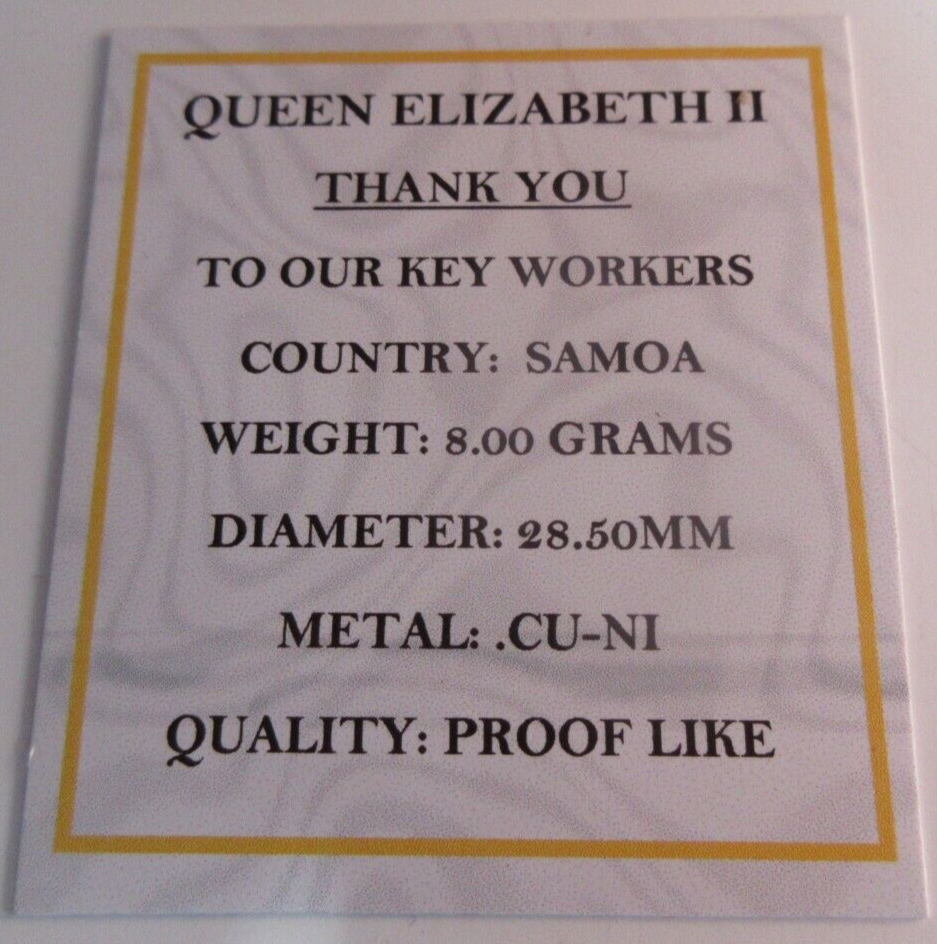 QUEEN ELIZABETH II
THANK YOU
TO OUR KEY WORKERS
COUNTRY: SAMOA
WEIGHT: 8.00 GRAMS
DIAMETER: 28.50MM
METAL: .CU-NI
QUALITY: PROOF LIKE